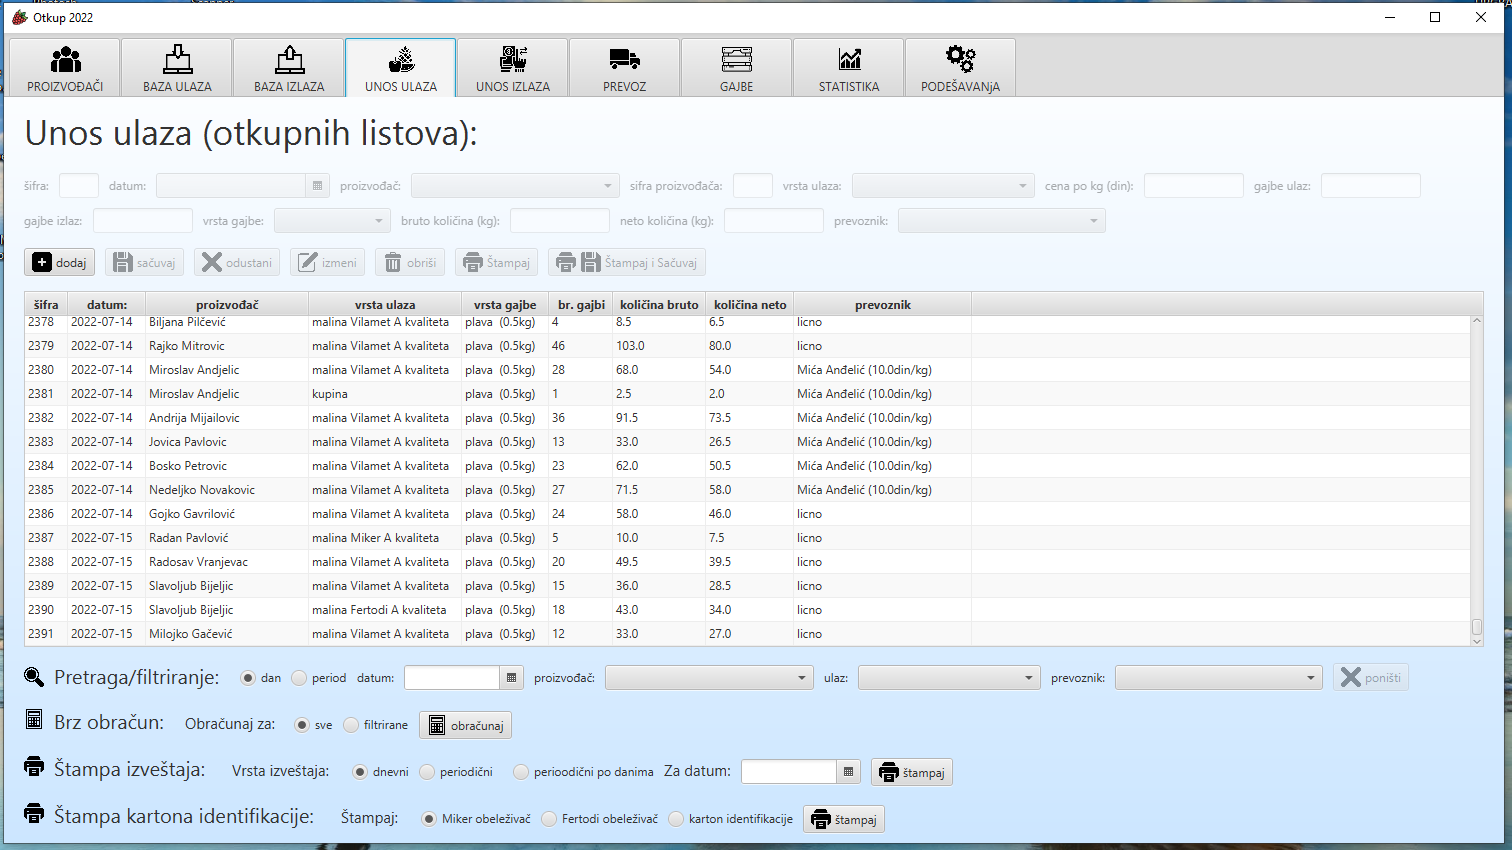 Otkup 2022
PROIZVOĐAČI BAZA ULAZA BAZA IZLAZA UNOS ULAZA UNOS IZLAZA PREVOZ GAJBE STATISTIKA PODEŠAVANjA
Unos ulaza (otkupnih listova):
šifra: datum: proizvođač: sifra proizvođača: vrsta ulaza: cena po kg (din): gajbe ulaz:
gajbe izlaz: vrsta gajbe: bruto količina (kg): neto količina (kg): prevoznik:
dodaj sačuvaj odustani izmeni obriši Štampaj Štampaj i Sačuvaj
šifra datum: proizvođač vrsta ulaza vrsta gajbe br. gajbi količina bruto količina neto prevoznik
2378 2022-07-14 Biljana Pilčević malina Vilamet A kvaliteta plava (0.5kg) 4 8.5 6.5 licno
2379 2022-07-14 Rajko Mitrovic malina Vilamet A kvaliteta plava (0.5kg) 46 103.0 80.0 licno
2380 2022-07-14 Miroslav Andjelic malina Vilamet A kvaliteta plava (0.5kg) 28 68.0 54.0 Mića Anđelić (10.0din/kg)
2381 2022-07-14 Miroslav Andjelic kupina plava (0.5kg) 1 2.5 2.0 Mića Anđelić (10.0din/kg)
2382 2022-07-14 Andrija Mijailovic malina Vilamet A kvaliteta plava (0.5kg) 36 91.5 73.5 Mića Anđelić (10.0din/kg)
2383 2022-07-14 Jovica Pavlovic malina Vilamet A kvaliteta plava (0.5kg) 13 33.0 26.5 Mića Anđelić (10.0din/kg)
2384 2022-07-14 Bosko Petrovic malina Vilamet A kvaliteta plava (0.5kg) 23 62.0 50.5 Mića Anđelić (10.0din/kg)
2385 2022-07-14 Nedeljko Novakovic malina Vilamet A kvaliteta plava (0.5kg) 27 71.5 58.0 Mića Anđelić (10.0din/kg)
2386 2022-07-14 Gojko Gavrilović malina Vilamet A kvaliteta plava (0.5kg) 24 58.0 46.0 licno
2387 2022-07-15 Radan Pavlović malina Miker A kvaliteta plava (0.5kg) 5 10.0 7.5 licno
2388 2022-07-15 Radosav Vranjevac malina Vilamet A kvaliteta plava (0.5kg) 20 49.5 39.5 licno
2389 2022-07-15 Slavoljub Bijeljic malina Vilamet A kvaliteta plava (0.5kg) 15 36.0 28.5 licno
2390 2022-07-15 Slavoljub Bijeljic malina Fertodi A kvaliteta plava (0.5kg) 18 43.0 34.0 licno
2391 2022-07-15 Milojko Gačević malina Vilamet A kvaliteta plava (0.5kg) 12 33.0 27.0 licno
Pretraga/filtriranje: dan period datum: proizvođač: ulaz: prevoznik: poništi
Brz obračun: Obračunaj za: sve filtrirane obračunaj
Štampa izveštaja: Vrsta izveštaja: dnevni periodični perioodični po danima Za datum: štampaj
Štampa kartona identifikacije: Štampaj: Miker obeleživač Fertodi obeleživač karton identifikacije štampaj